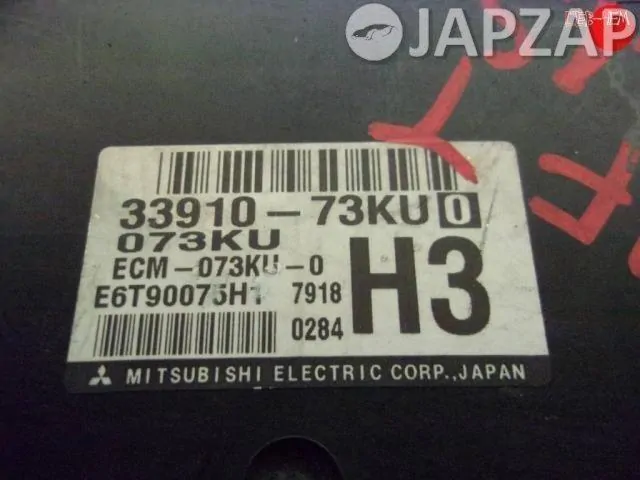 JAPZAP
33910-73KU 0
073KU
ECM-073KU-0
E6T90075H1 7918
0284
H3
MITSUBISHI ELECTRIC CORP., JAPAN